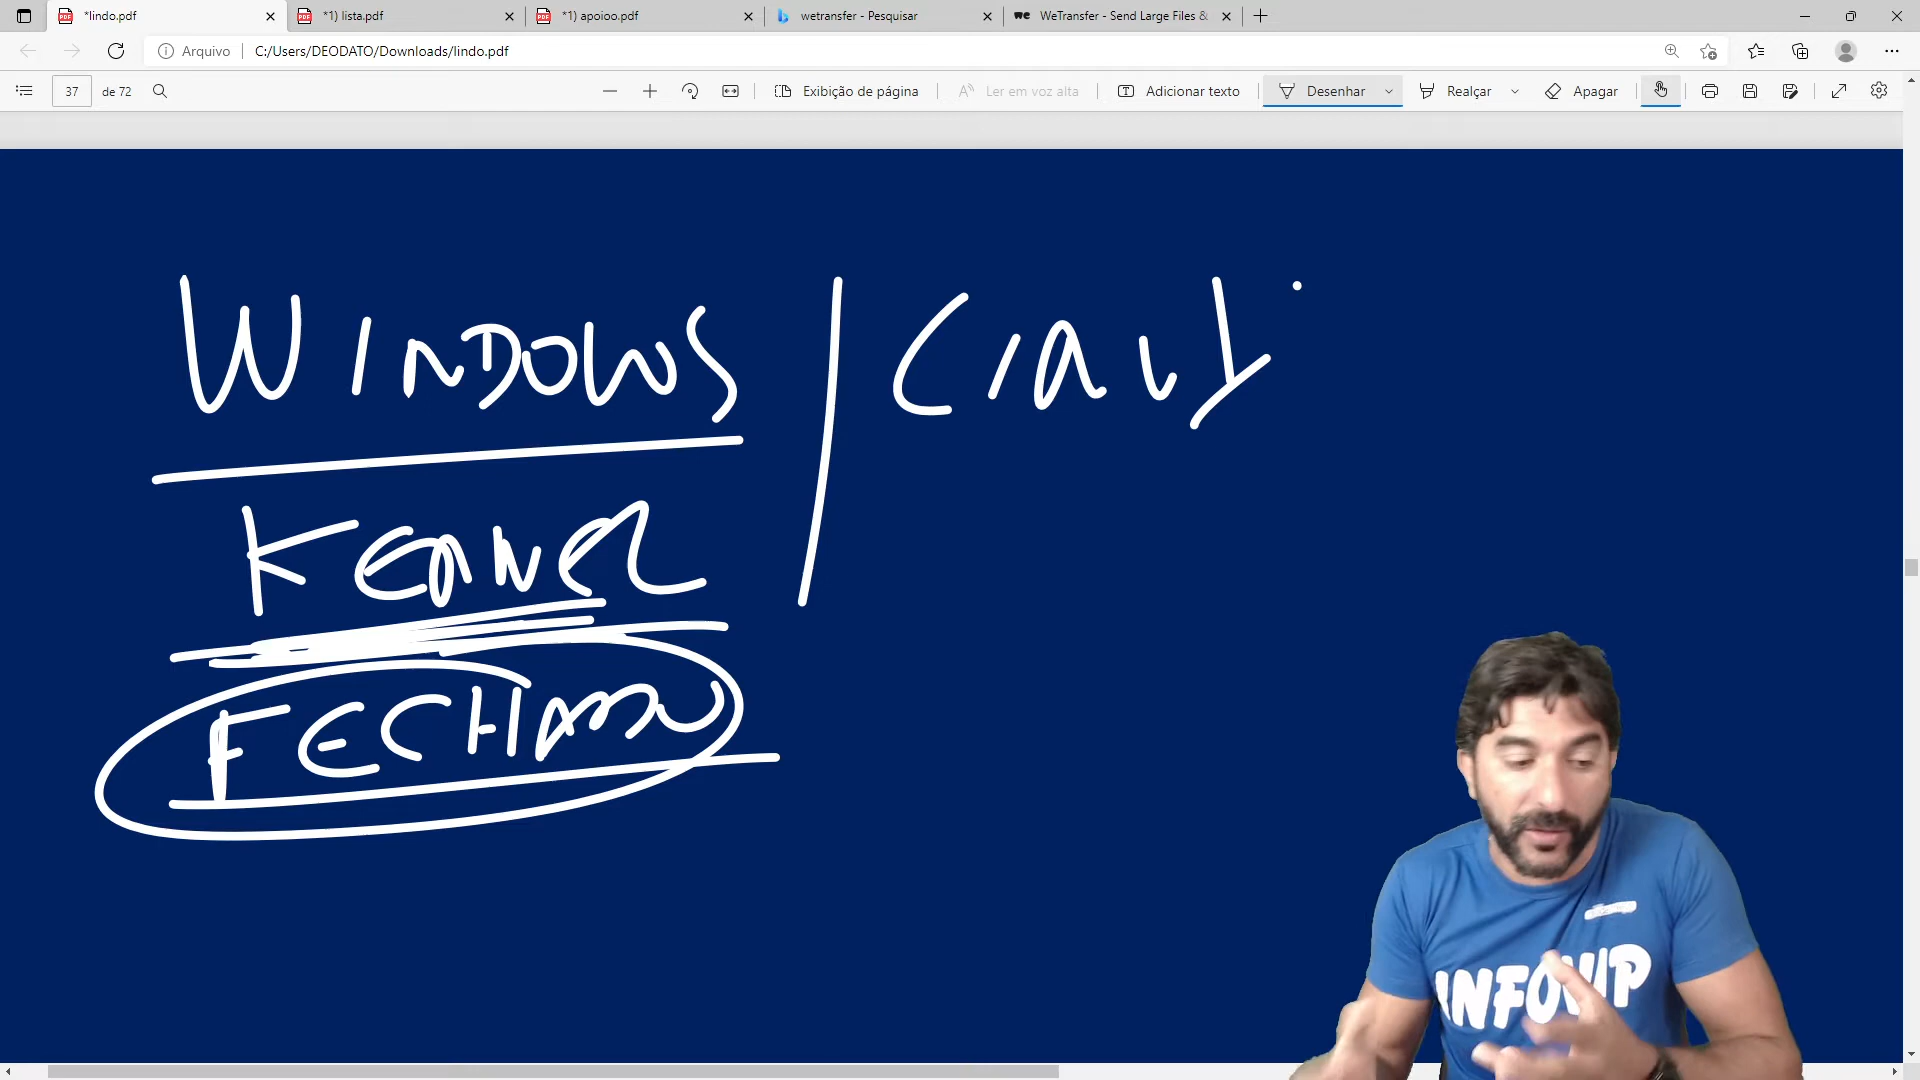 *lindo.pdf
*1) lista.pdf
*1) apoioo.pdf
wetransfer - Pesquisar
WeTransfer - Send Large Files &
Arquivo
C:/Users/DEODATO/Downloads/lindo.pdf
37 de 72
Exibição de página
Ler em voz alta
Adicionar texto
Desenhar
Realçar
Apagar
WINDOWS
KERNEL
FECHADO
INFOVIP